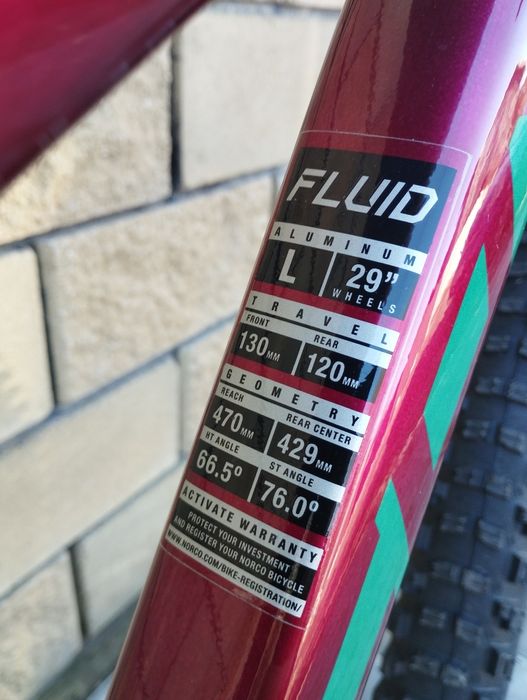 FLUID
ALUMINUM
L 29”
WHEELS
TRAVEL
FRONT REAR
130MM 120MM
GEOMETRY
REACH REAR CENTER
470MM 429MM
HT ANGLE ST ANGLE
66.5° 76.0°
ACTIVATE WARRANTY
PROTECT YOUR INVESTMENT
AND REGISTER YOUR NORCO BICYCLE
WWW.NORCO.COM/BIKE-REGISTRATION/